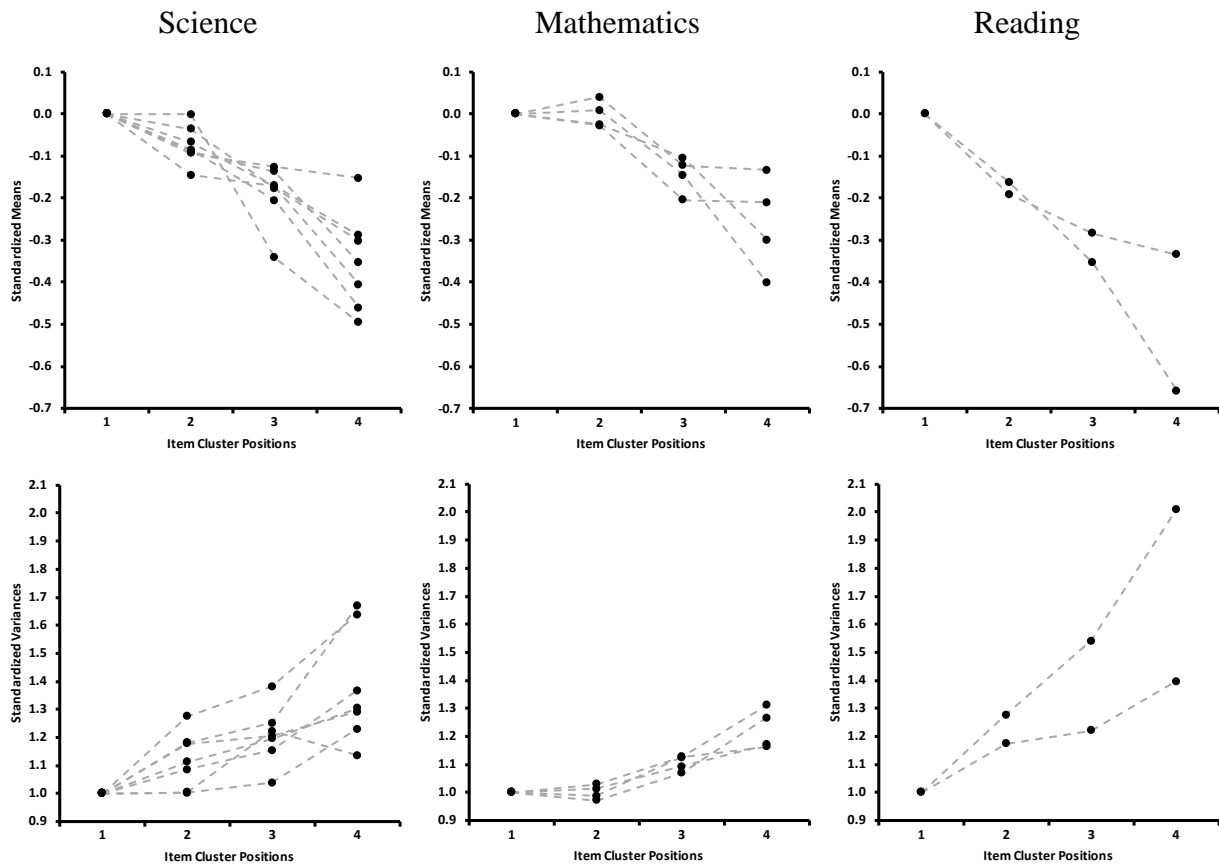 Science Mathematics Reading
0.1 0.1 0.1
0.0 0.0 0.0
-0.1 -0.1 -0.1
-0.2 -0.2 -0.2
-0.3 -0.3 -0.3
-0.4 -0.4 -0.4
-0.5 -0.5 -0.5
-0.6 -0.6 -0.6
-0.7 -0.7 -0.7
Standardized Means Standardized Means Standardized Means
1 2 3 4 1 2 3 4 1 2 3 4
Item Cluster Positions Item Cluster Positions Item Cluster Positions
2.1 2.1 2.1
2.0 2.0 2.0
1.9 1.9 1.9
1.8 1.8 1.8
1.7 1.7 1.7
1.6 1.6 1.6
1.5 1.5 1.5
1.4 1.4 1.4
1.3 1.3 1.3
1.2 1.2 1.2
1.1 1.1 1.1
1.0 1.0 1.0
0.9 0.9 0.9
Standardized Variances Standardized Variances Standardized Variances
1 2 3 4 1 2 3 4 1 2 3 4
Item Cluster Positions Item Cluster Positions Item Cluster Positions